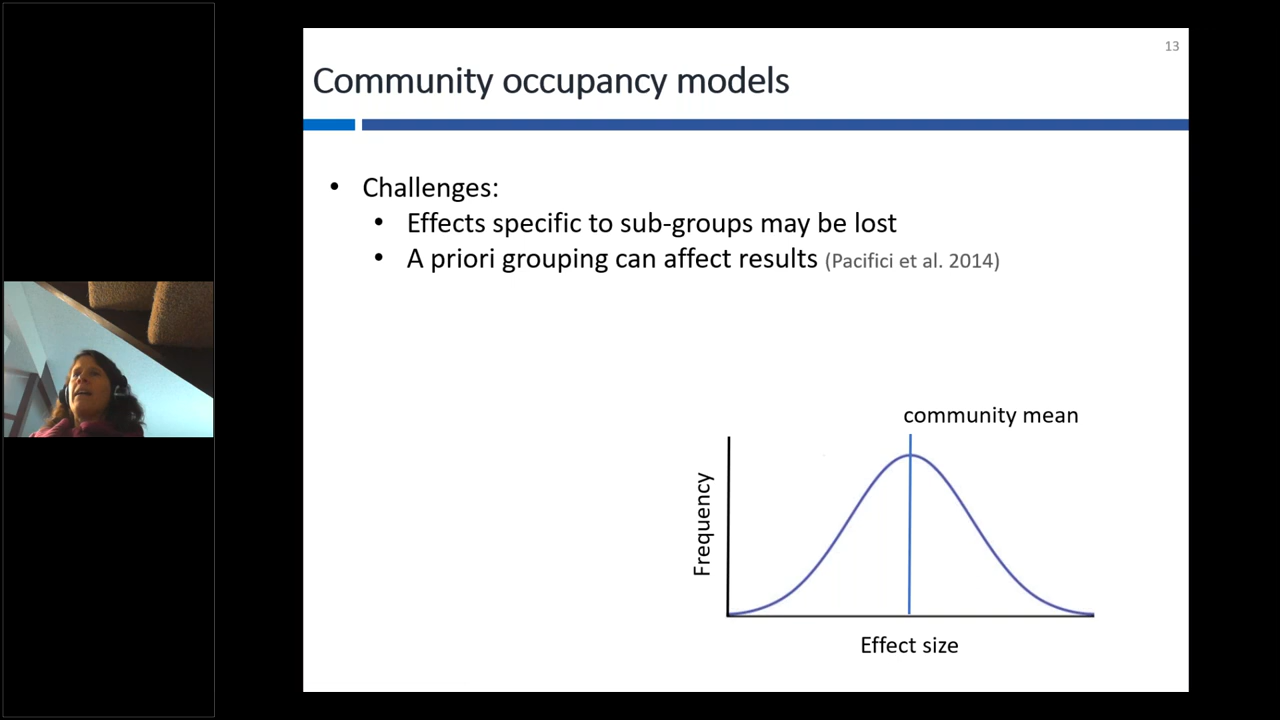 13
Community occupancy models
• Challenges:
• Effects specific to sub-groups may be lost
• A priori grouping can affect results (Pacifici et al. 2014)
community mean
Frequency
Effect size